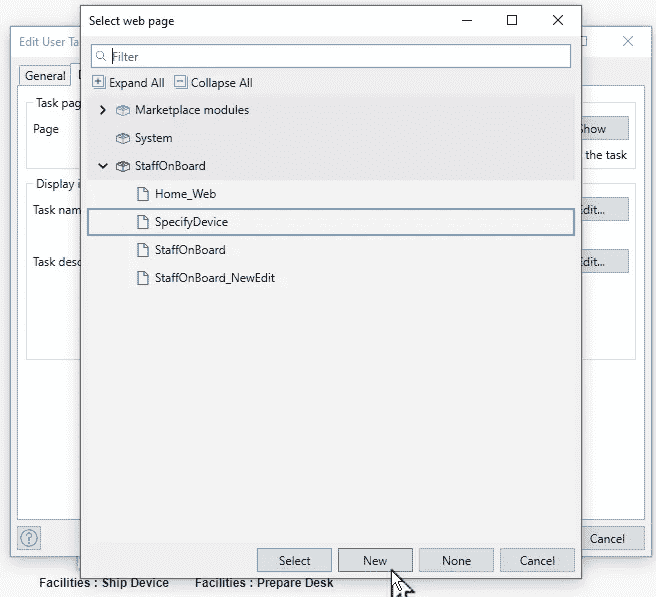 Select web page
Edit User Ta
Filter
Expand All Collapse All
General
Marketplace modules
Task pag
Page
Show
System
the task
StaffOnBoard
Display i
Home_Web
Task nam
SpecifyDevice
Edit...
StaffOnBoard
Task desc
Edit...
StaffOnBoard_NewEdit
?
Cancel
Select New None Cancel
Facilities : Ship Device Facilities : Prepare Desk